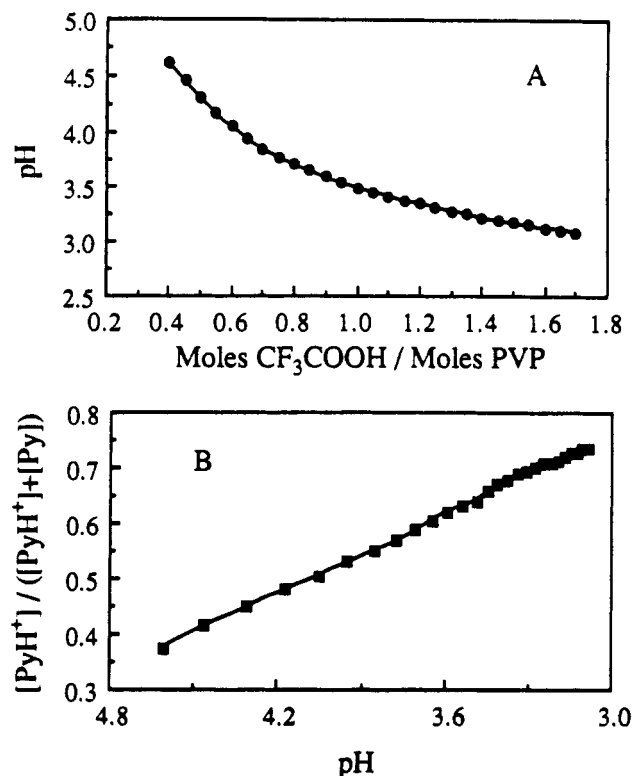 5.0
4.5
4.0
3.5
3.0
2.5
pH
A
0.2 0.4 0.6 0.8 1.0 1.2 1.4 1.6 1.8
Moles CF₃COOH / Moles PVP
0.8
0.7
0.6
0.5
0.4
0.3
[PyH⁺] / ([PyH⁺]+[Py])
B
4.8 4.2 3.6 3.0
pH